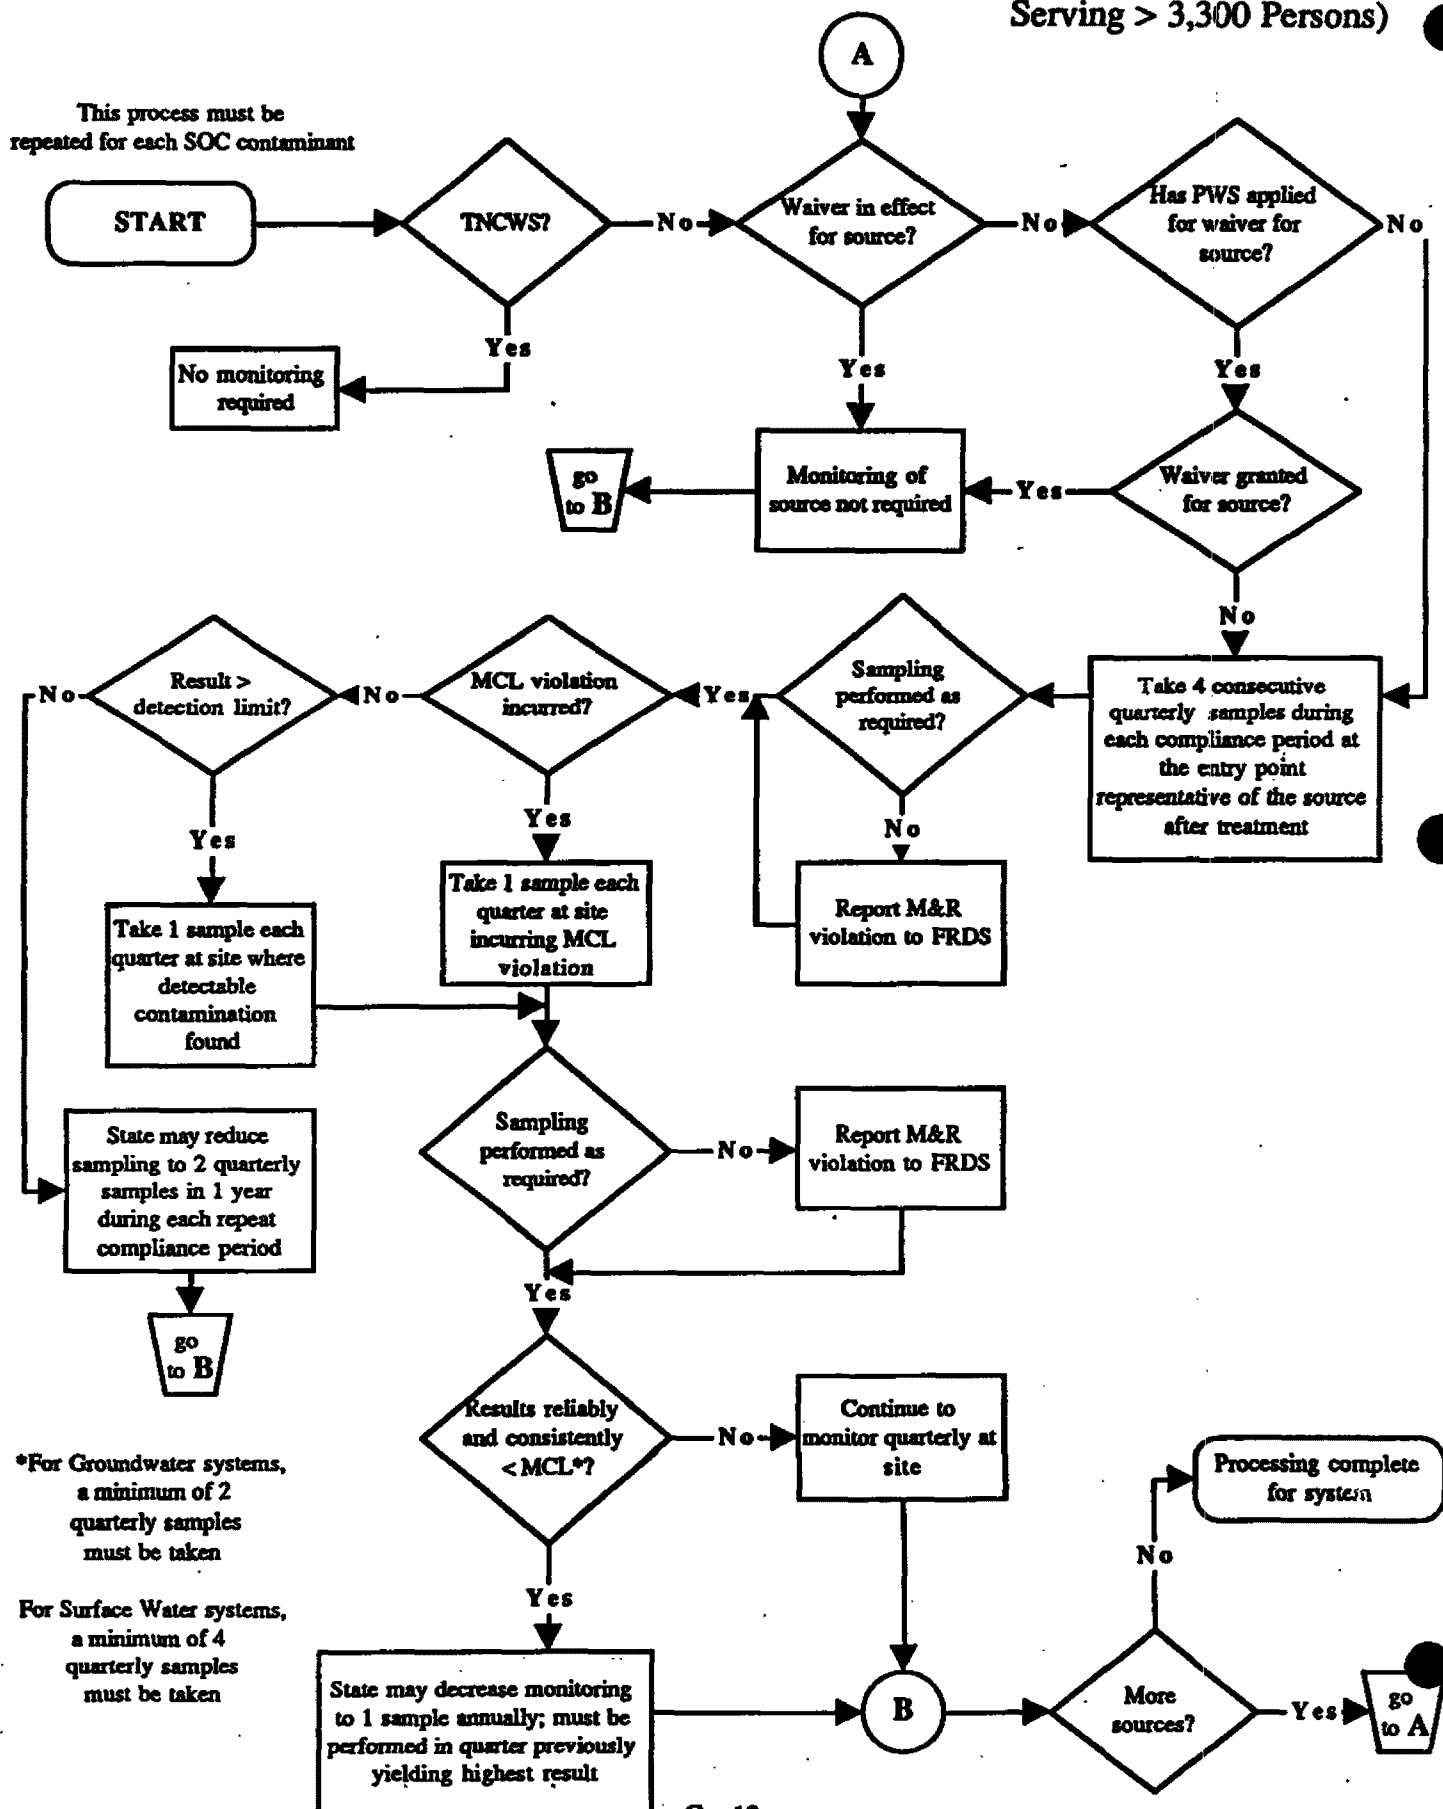 Serving > 3,300 Persons)
A
This process must be
repeated for each SOC contaminant
START
TNCWS?
No
Waiver in effect
for source?
No
Has PWS applied
for waiver for
source?
No
Yes
No monitoring
required
Yes
Yes
go
to B
Monitoring of
source not required
Yes
Waiver granted
for source?
No
No
Result >
detection limit?
No
MCL violation
incurred?
Yes
Sampling
performed as
required?
Take 4 consecutive
quarterly samples during
each compliance period at
the entry point
representative of the source
after treatment
Yes
Yes
No
Take 1 sample each
quarter at site where
detectable
contamination
found
Take 1 sample each
quarter at site
incurring MCL
violation
Report M&R
violation to FRDS
State may reduce
sampling to 2 quarterly
samples in 1 year
during each repeat
compliance period
Sampling
performed as
required?
No
Report M&R
violation to FRDS
Yes
go
to B
Results reliably
and consistently
< MCL*?
No
Continue to
monitor quarterly at
site
*For Groundwater systems,
a minimum of 2
quarterly samples
must be taken
Processing complete
for system
No
Yes
For Surface Water systems,
a minimum of 4
quarterly samples
must be taken
State may decrease monitoring
to 1 sample annually; must be
performed in quarter previously
yielding highest result
B
More
sources?
Yes
go
to A